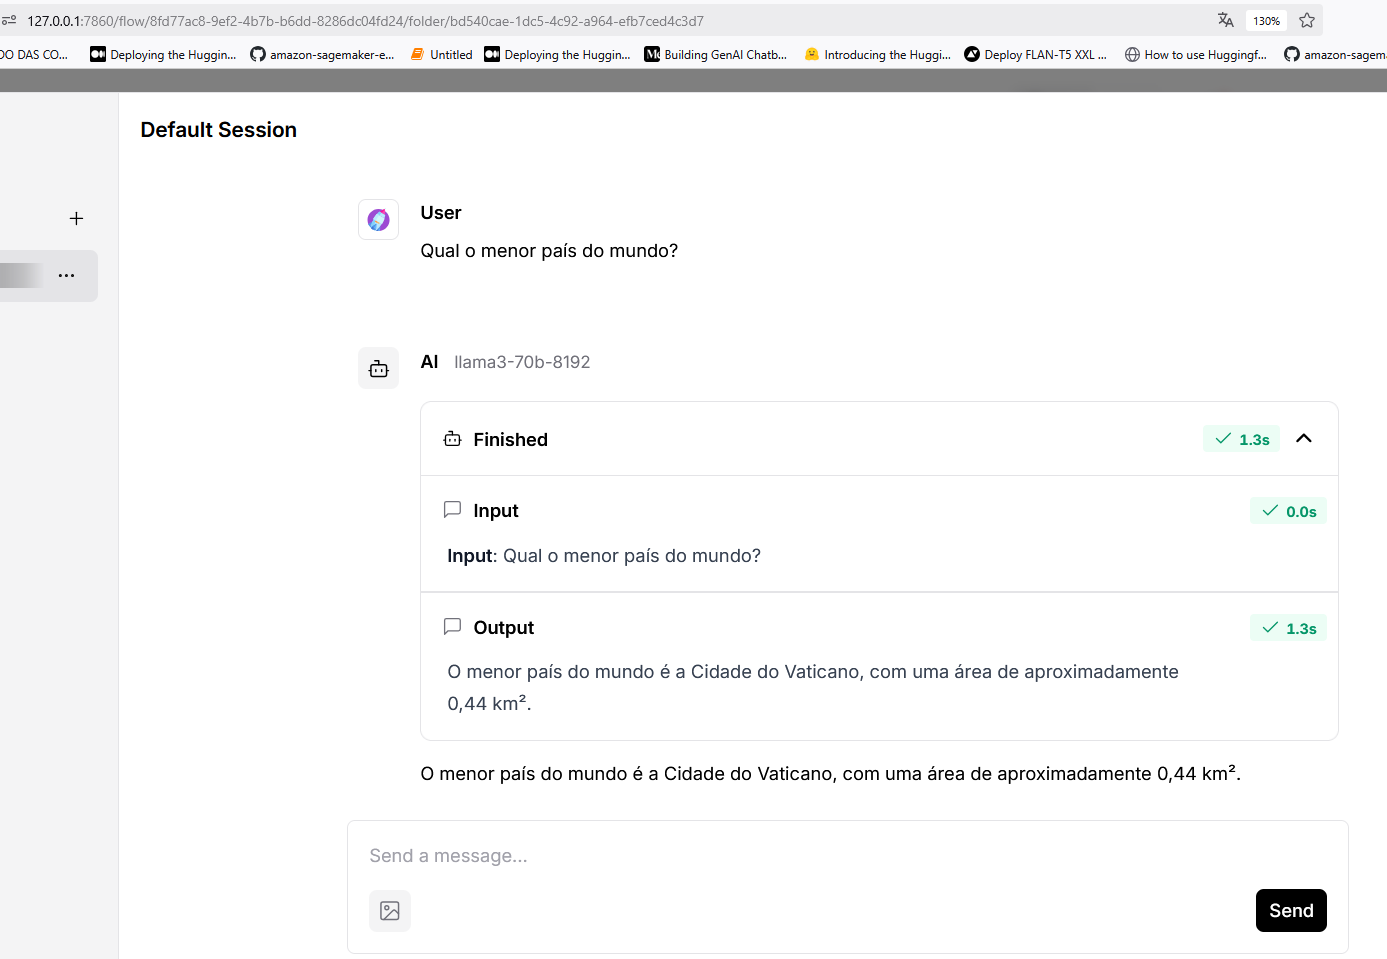 127.0.0.1:7860/flow/8fd77ac8-9ef2-4b7b-b6dd-8286dc04fd24/folder/bd540cae-1dc5-4c92-a964-efb7ced4c3d7 130%
DO DAS CO... Deploying the Huggin... amazon-sagemaker-e... Untitled Deploying the Huggin... Building GenAI Chatb... Introducing the Huggi... Deploy FLAN-T5 XXL ... How to use Huggingf... amazon-sagem
Default Session
User
Qual o menor país do mundo?
AI llama3-70b-8192
Finished 1.3s
Input 0.0s
Input: Qual o menor país do mundo?
Output 1.3s
O menor país do mundo é a Cidade do Vaticano, com uma área de aproximadamente
0,44 km².
O menor país do mundo é a Cidade do Vaticano, com uma área de aproximadamente 0,44 km².
Send a message...
Send